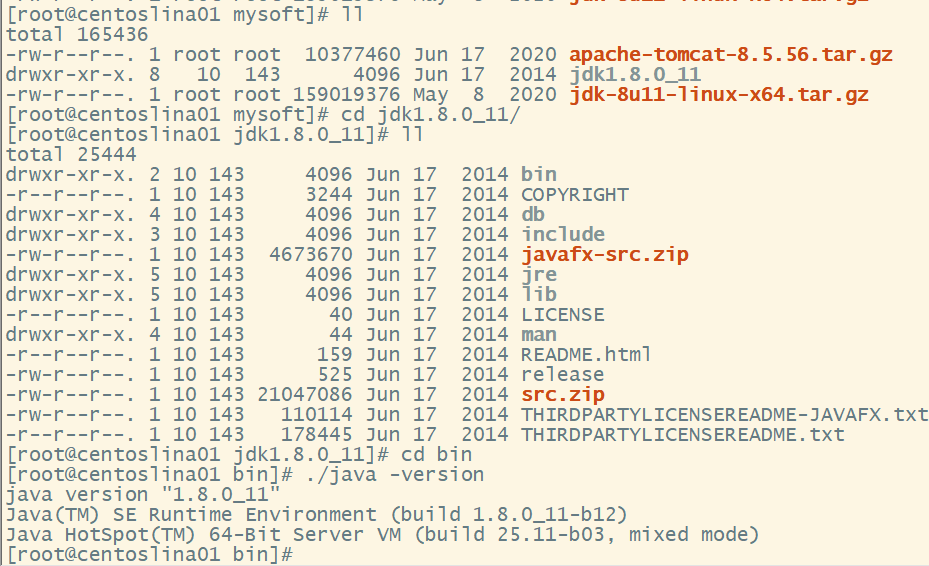 [root@centoslina01 mysoft]# ll
total 165436
-rw-r--r--. 1 root root  10377460 Jun 17  2020 apache-tomcat-8.5.56.tar.gz
drwxr-xr-x. 8   10  143      4096 Jun 17  2014 jdk1.8.0_11
-rw-r--r--. 1 root root 159019376 May  8  2020 jdk-8u11-linux-x64.tar.gz
[root@centoslina01 mysoft]# cd jdk1.8.0_11/
[root@centoslina01 jdk1.8.0_11]# ll
total 25444
drwxr-xr-x. 2 10 143     4096 Jun 17  2014 bin
-r--r--r--. 1 10 143     3244 Jun 17  2014 COPYRIGHT
drwxr-xr-x. 4 10 143     4096 Jun 17  2014 db
drwxr-xr-x. 3 10 143     4096 Jun 17  2014 include
-rw-r--r--. 1 10 143  4673670 Jun 17  2014 javafx-src.zip
drwxr-xr-x. 5 10 143     4096 Jun 17  2014 jre
drwxr-xr-x. 5 10 143     4096 Jun 17  2014 lib
-r--r--r--. 1 10 143       40 Jun 17  2014 LICENSE
drwxr-xr-x. 4 10 143       44 Jun 17  2014 man
-r--r--r--. 1 10 143      159 Jun 17  2014 README.html
-rw-r--r--. 1 10 143      525 Jun 17  2014 release
-rw-r--r--. 1 10 143 21047086 Jun 17  2014 src.zip
-rw-r--r--. 1 10 143   110114 Jun 17  2014 THIRDPARTYLICENSEREADME-JAVAFX.txt
-r--r--r--. 1 10 143   178445 Jun 17  2014 THIRDPARTYLICENSEREADME.txt
[root@centoslina01 jdk1.8.0_11]# cd bin
[root@centoslina01 bin]# ./java -version
java version "1.8.0_11"
Java(TM) SE Runtime Environment (build 1.8.0_11-b12)
Java HotSpot(TM) 64-Bit Server VM (build 25.11-b03, mixed mode)
[root@centoslina01 bin]#